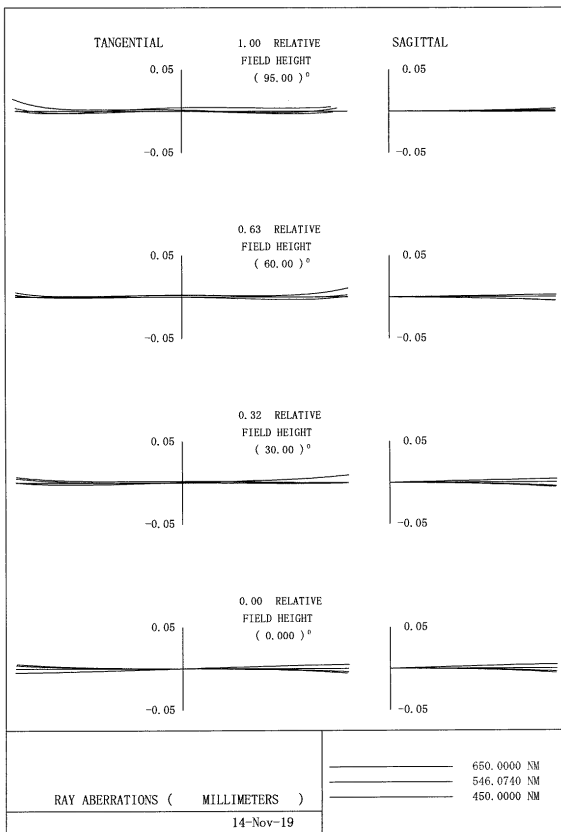 TANGENTIAL 1.00 RELATIVE SAGITTAL
FIELD HEIGHT
( 95.00 )⁰
0.05 0.05
-0.05 -0.05
0.63 RELATIVE
FIELD HEIGHT
( 60.00 )⁰
0.05 0.05
-0.05 -0.05
0.32 RELATIVE
FIELD HEIGHT
( 30.00 )⁰
0.05 0.05
-0.05 -0.05
0.00 RELATIVE
FIELD HEIGHT
( 0.000 )⁰
0.05 0.05
-0.05 -0.05
650.0000 NM
546.0740 NM
450.0000 NM
RAY ABERRATIONS ( MILLIMETERS )
14-Nov-19